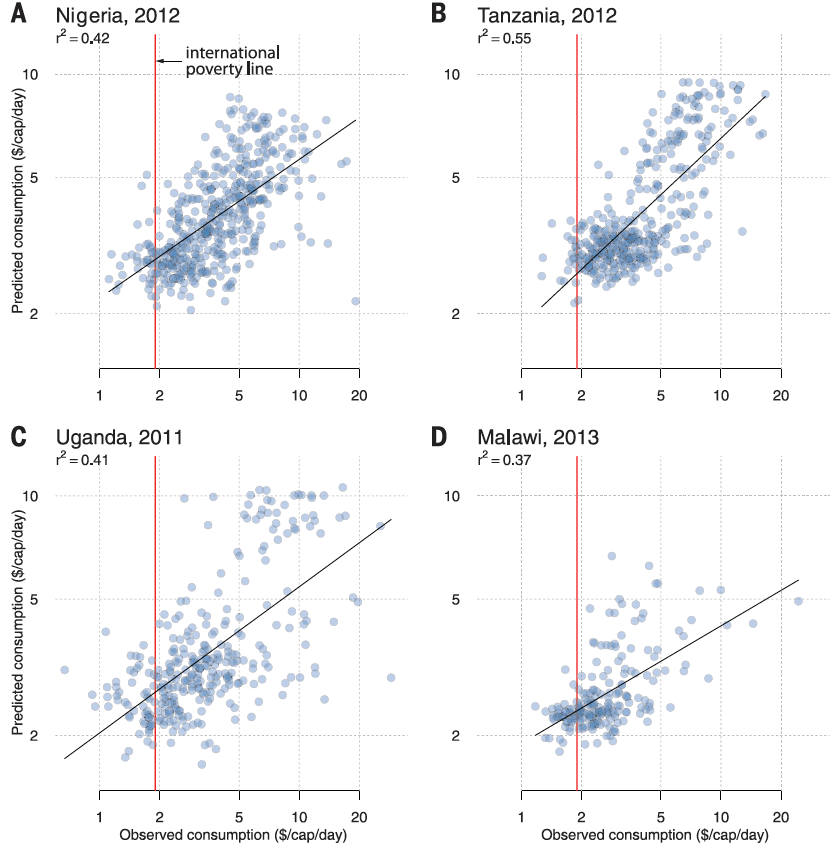 A Nigeria, 2012
r² = 0.42
international
poverty line
10
5
2
Predicted consumption ($/cap/day)
1 2 5 10 20
B Tanzania, 2012
r² = 0.55
10
5
2
1 2 5 10 20
C Uganda, 2011
r² = 0.41
10
5
2
Predicted consumption ($/cap/day)
1 2 5 10 20
Observed consumption ($/cap/day)
D Malawi, 2013
r² = 0.37
10
5
2
1 2 5 10 20
Observed consumption ($/cap/day)